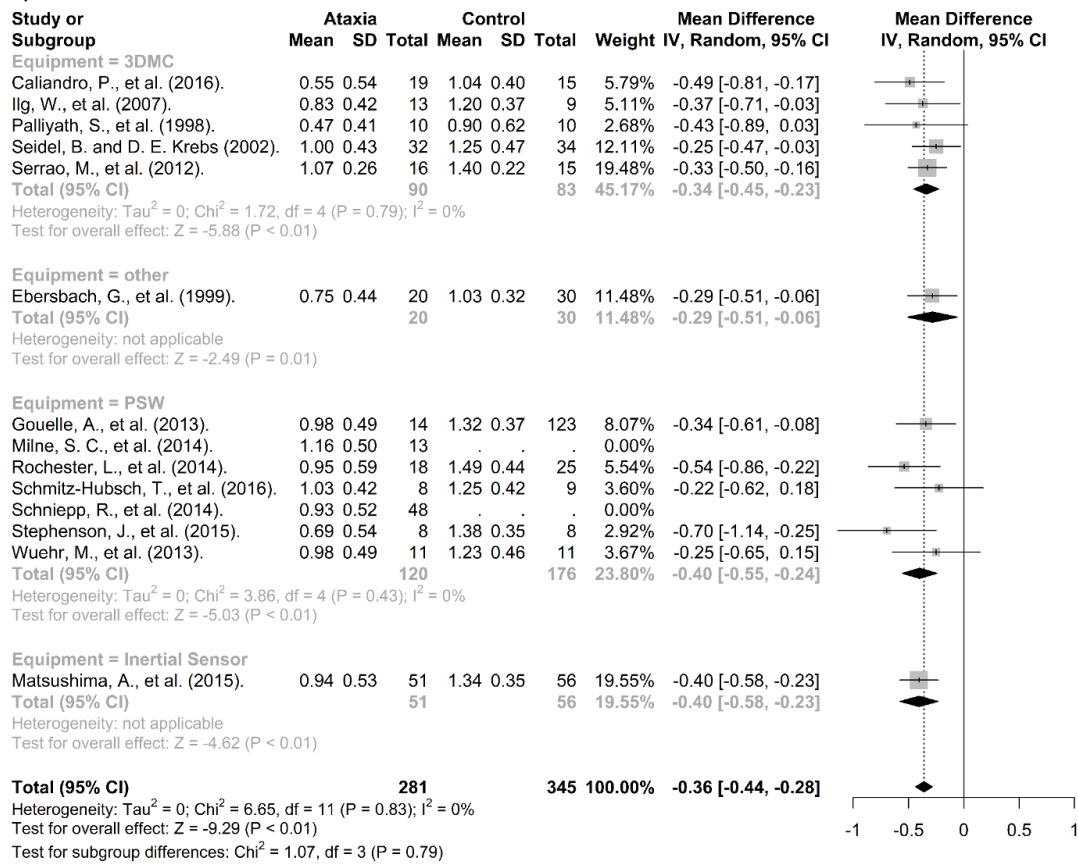 Study or Ataxia Control Mean Difference Mean Difference
Subgroup Mean SD Total Mean SD Total Weight IV, Random, 95% CI IV, Random, 95% CI
Equipment = 3DMC
Caliandro, P., et al. (2016). 0.55 0.54 19 1.04 0.40 15 5.79% -0.49 [-0.81, -0.17]
Ilg, W., et al. (2007). 0.83 0.42 13 1.20 0.37 9 5.11% -0.37 [-0.71, -0.03]
Palliyath, S., et al. (1998). 0.47 0.41 10 0.90 0.62 10 2.68% -0.43 [-0.89, 0.03]
Seidel, B. and D. E. Krebs (2002). 1.00 0.43 32 1.25 0.47 34 12.11% -0.25 [-0.47, -0.03]
Serrao, M., et al. (2012). 1.07 0.26 16 1.40 0.22 15 19.48% -0.33 [-0.50, -0.16]
Total (95% CI) 90 83 45.17% -0.34 [-0.45, -0.23]
Heterogeneity: Tau² = 0; Chi² = 1.72, df = 4 (P = 0.79); I² = 0%
Test for overall effect: Z = -5.88 (P < 0.01)
Equipment = other
Ebersbach, G., et al. (1999). 0.75 0.44 20 1.03 0.32 30 11.48% -0.29 [-0.51, -0.06]
Total (95% CI) 20 30 11.48% -0.29 [-0.51, -0.06]
Heterogeneity: not applicable
Test for overall effect: Z = -2.49 (P = 0.01)
Equipment = PSW
Gouelle, A., et al. (2013). 0.98 0.49 14 1.32 0.37 123 8.07% -0.34 [-0.61, -0.08]
Milne, S. C., et al. (2014). 1.16 0.50 13 . . . 0.00%
Rochester, L., et al. (2014). 0.95 0.59 18 1.49 0.44 25 5.54% -0.54 [-0.86, -0.22]
Schmitz-Hubsch, T., et al. (2016). 1.03 0.42 8 1.25 0.42 9 3.60% -0.22 [-0.62, 0.18]
Schniepp, R., et al. (2014). 0.93 0.52 48 . . . 0.00%
Stephenson, J., et al. (2015). 0.69 0.54 8 1.38 0.35 8 2.92% -0.70 [-1.14, -0.25]
Wuehr, M., et al. (2013). 0.98 0.49 11 1.23 0.46 11 3.67% -0.25 [-0.65, 0.15]
Total (95% CI) 120 176 23.80% -0.40 [-0.55, -0.24]
Heterogeneity: Tau² = 0; Chi² = 3.86, df = 4 (P = 0.43); I² = 0%
Test for overall effect: Z = -5.03 (P < 0.01)
Equipment = Inertial Sensor
Matsushima, A., et al. (2015). 0.94 0.53 51 1.34 0.35 56 19.55% -0.40 [-0.58, -0.23]
Total (95% CI) 51 56 19.55% -0.40 [-0.58, -0.23]
Heterogeneity: not applicable
Test for overall effect: Z = -4.62 (P < 0.01)
Total (95% CI) 281 345 100.00% -0.36 [-0.44, -0.28]
Heterogeneity: Tau² = 0; Chi² = 6.65, df = 11 (P = 0.83); I² = 0%
Test for overall effect: Z = -9.29 (P < 0.01)
Test for subgroup differences: Chi² = 1.07, df = 3 (P = 0.79)
-1 -0.5 0 0.5 1